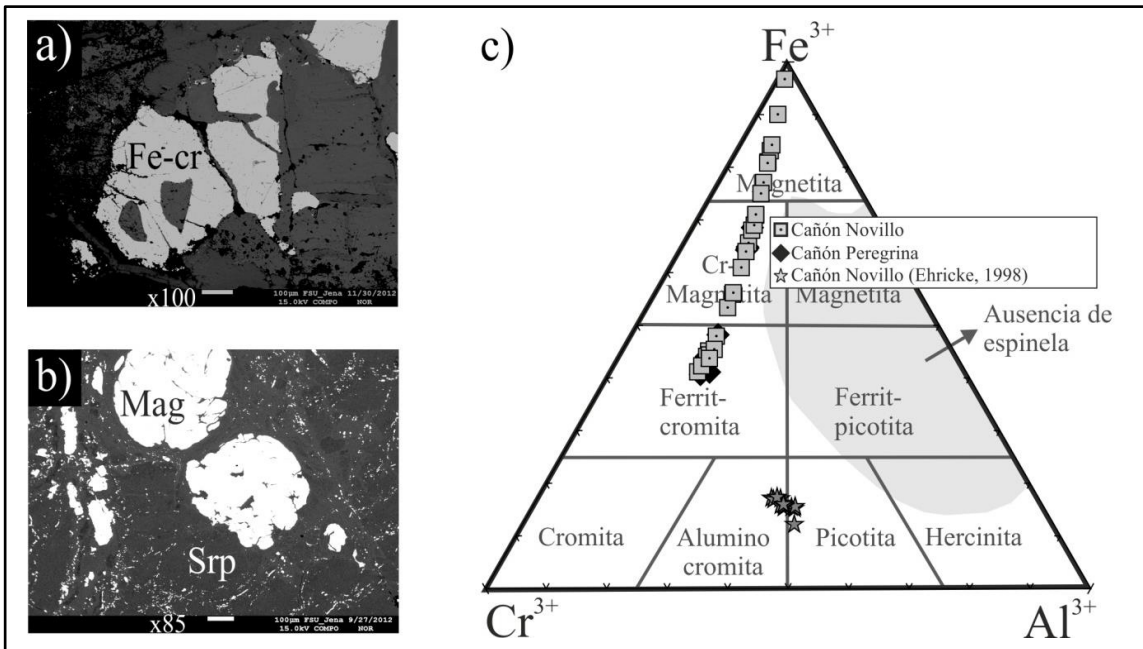 a)
Fe-cr
x100
100µm FSU_Jena 11/30/2012
15.0kV COMPO NOR
b)
Mag
Srp
x85
100µm FSU_Jena 9/27/2012
15.0kV COMPO NOR
c)
Fe3+
Magnetita
Cañón Novillo
Cañón Peregrina
Cañón Novillo (Ehricke, 1998)
Cr-
Magnetita
Magnetita
Ausencia de
espinela
Ferrit-
cromita
Ferrit-
picotita
Cromita
Alumino
cromita
Picotita
Hercinita
Cr3+
Al3+